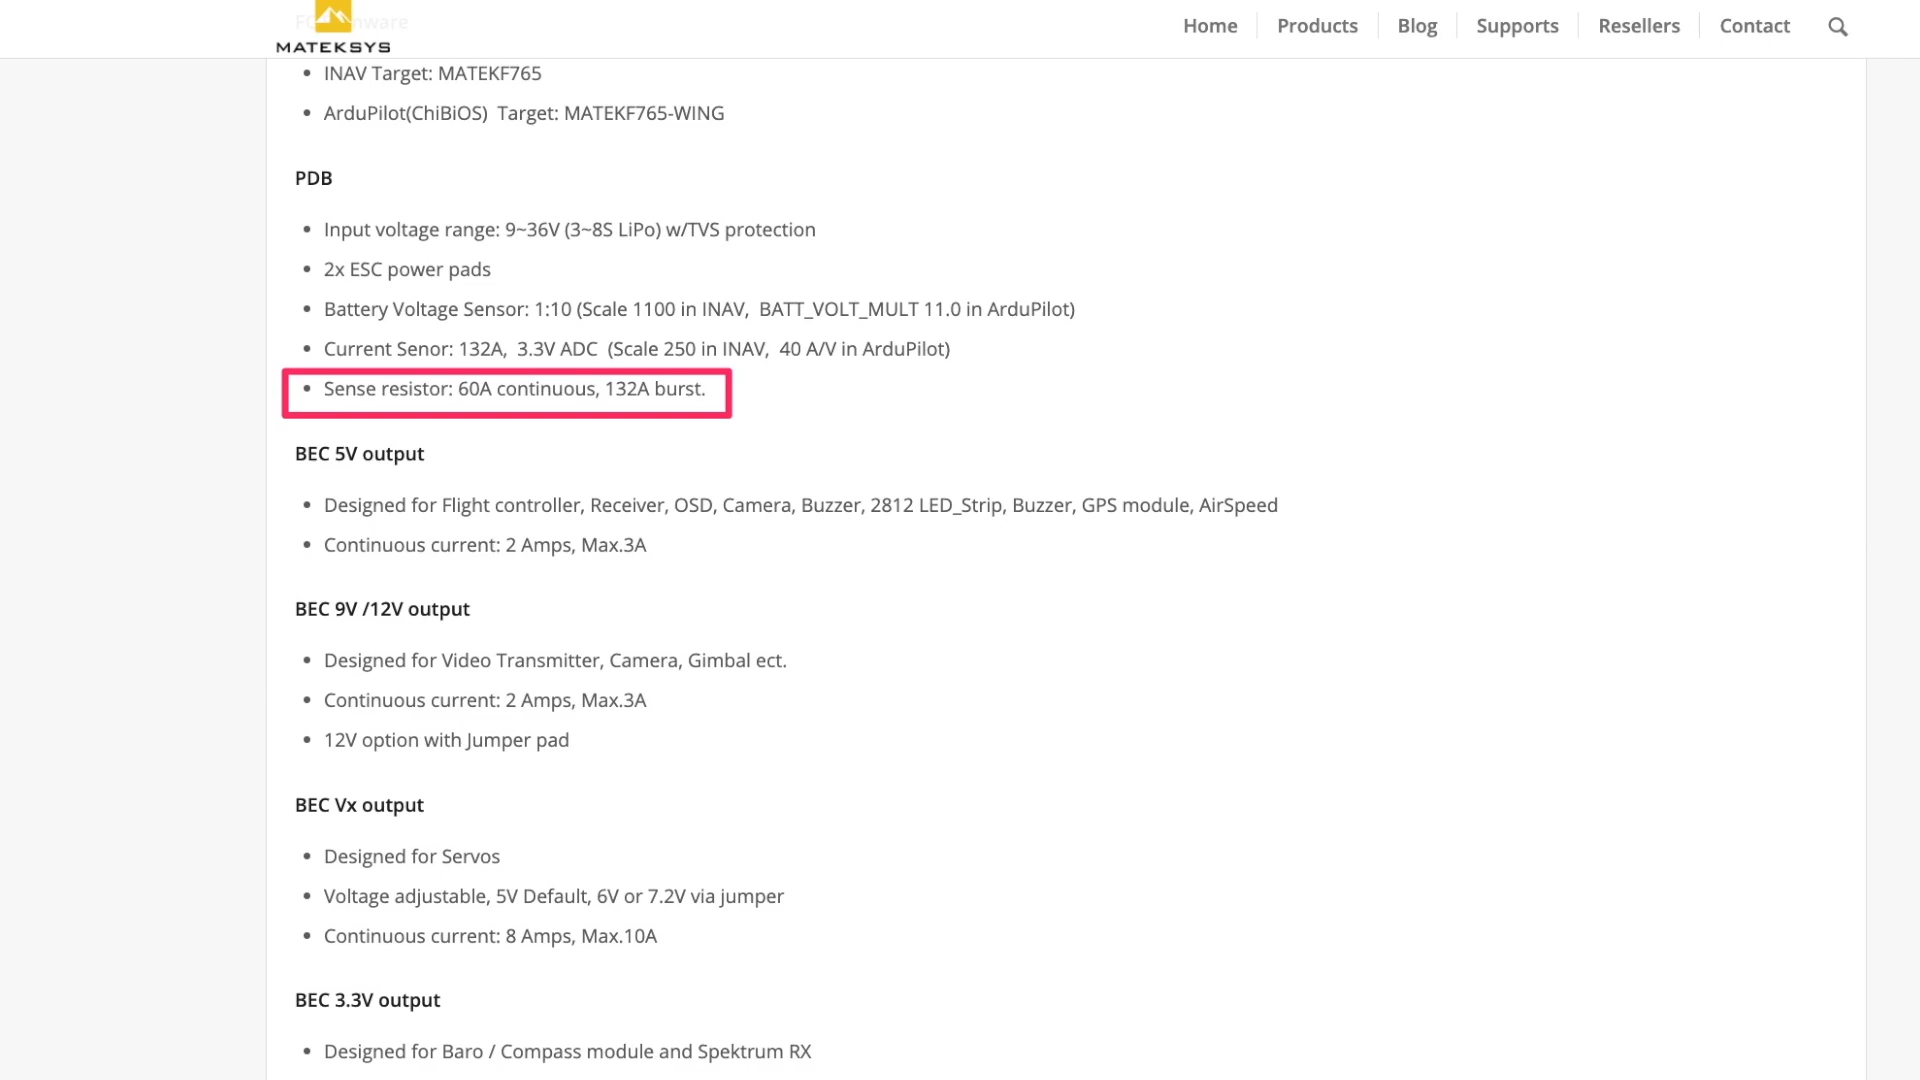 MATEKSYS
Home
Products
Blog
Supports
Resellers
Contact
INAV Target: MATEKF765
ArduPilot(ChiBiOS) Target: MATEKF765-WING
PDB
Input voltage range: 9~36V (3~8S LiPo) w/TVS protection
2x ESC power pads
Battery Voltage Sensor: 1:10 (Scale 1100 in INAV, BATT_VOLT_MULT 11.0 in ArduPilot)
Current Senor: 132A, 3.3V ADC (Scale 250 in INAV, 40 A/V in ArduPilot)
Sense resistor: 60A continuous, 132A burst.
BEC 5V output
Designed for Flight controller, Receiver, OSD, Camera, Buzzer, 2812 LED_Strip, Buzzer, GPS module, AirSpeed
Continuous current: 2 Amps, Max.3A
BEC 9V /12V output
Designed for Video Transmitter, Camera, Gimbal ect.
Continuous current: 2 Amps, Max.3A
12V option with Jumper pad
BEC Vx output
Designed for Servos
Voltage adjustable, 5V Default, 6V or 7.2V via jumper
Continuous current: 8 Amps, Max.10A
BEC 3.3V output
Designed for Baro / Compass module and Spektrum RX